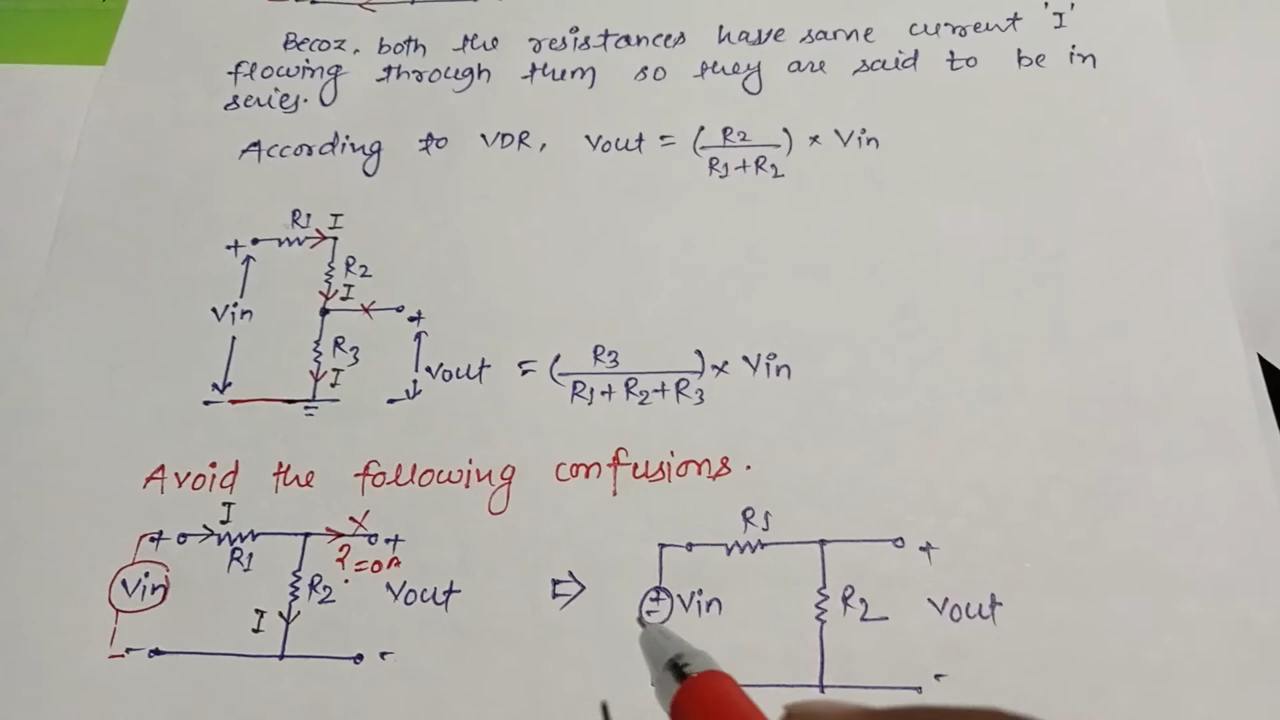 Becoz, both the resistances have same current 'I'
flowing through them so they are said to be in
series.
According to VDR, Vout = (R2/R1+R2) × Vin
R1 I
+
R2
I
Vin
+
R3
I
Vout = (R3/R1+R2+R3) × Vin
Avoid the following confusions.
I
+ R1 × +
? = 0A
Vin R2 Vout
I
- -
⇒
R1
+
± Vin R2 Vout
-